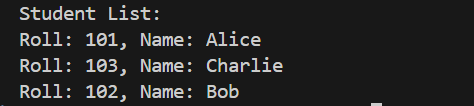 Student List:
Roll: 101, Name: Alice
Roll: 103, Name: Charlie
Roll: 102, Name: Bob